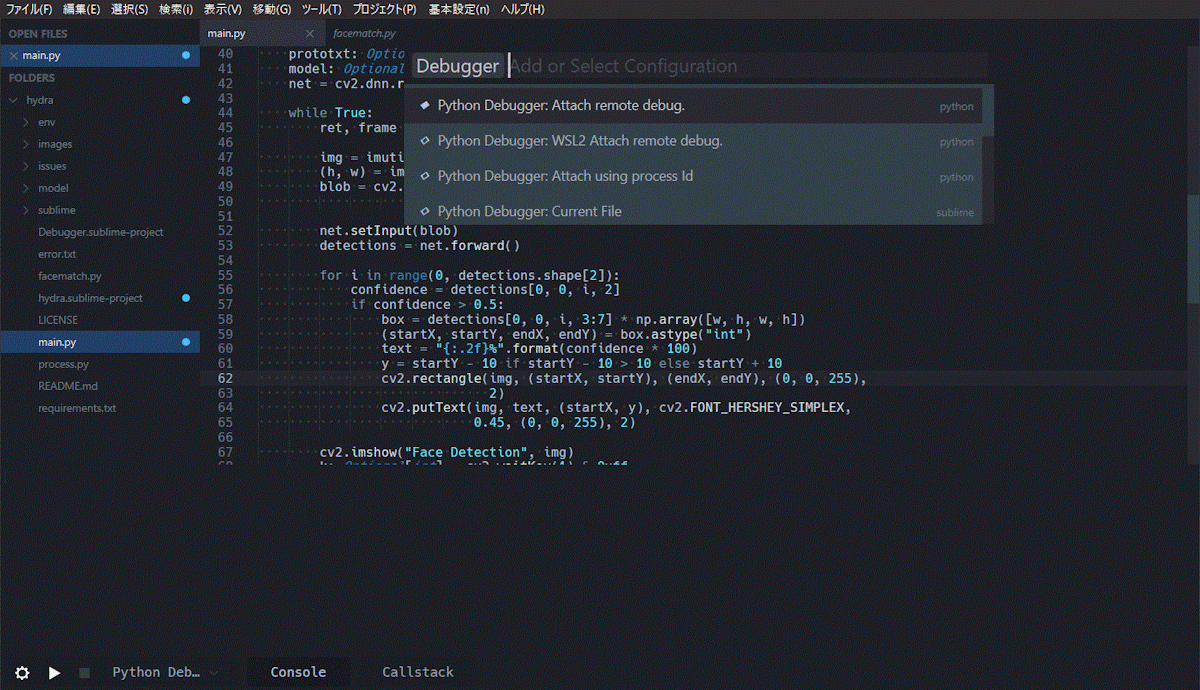 ファイル(F) 編集(E) 選択(S) 検索(i) 表示(V) 移動(G) ツール(T) プロジェクト(P) 基本設定(n) ヘルプ(H)
OPEN FILES
main.py
FOLDERS
hydra
env
images
issues
model
sublime
Debugger.sublime-project
error.txt
facematch.py
hydra.sublime-project
LICENSE
main.py
process.py
README.md
requirements.txt
main.py facematch.py
Debugger Add or Select Configuration
Python Debugger: Attach remote debug. python
Python Debugger: WSL2 Attach remote debug. python
Python Debugger: Attach using process Id python
Python Debugger: Current File sublime
40 prototxt: Optio
41 model: Optional
42 net = cv2.dnn.r
43
44 while True:
45 ret, frame
46
47 img = imuti
48 (h, w) = im
49 blob = cv2.
50
51
52 net.setInput(blob)
53 detections = net.forward()
54
55 for i in range(0, detections.shape[2]):
56 confidence = detections[0, 0, i, 2]
57 if confidence > 0.5:
58 box = detections[0, 0, i, 3:7] * np.array([w, h, w, h])
59 (startX, startY, endX, endY) = box.astype("int")
60 text = "{:.2f}%".format(confidence * 100)
61 y = startY - 10 if startY - 10 > 10 else startY + 10
62 cv2.rectangle(img, (startX, startY), (endX, endY), (0, 0, 255),
63 2)
64 cv2.putText(img, text, (startX, y), cv2.FONT_HERSHEY_SIMPLEX,
65 0.45, (0, 0, 255), 2)
66
67 cv2.imshow("Face Detection", img)
Python Deb… Console Callstack